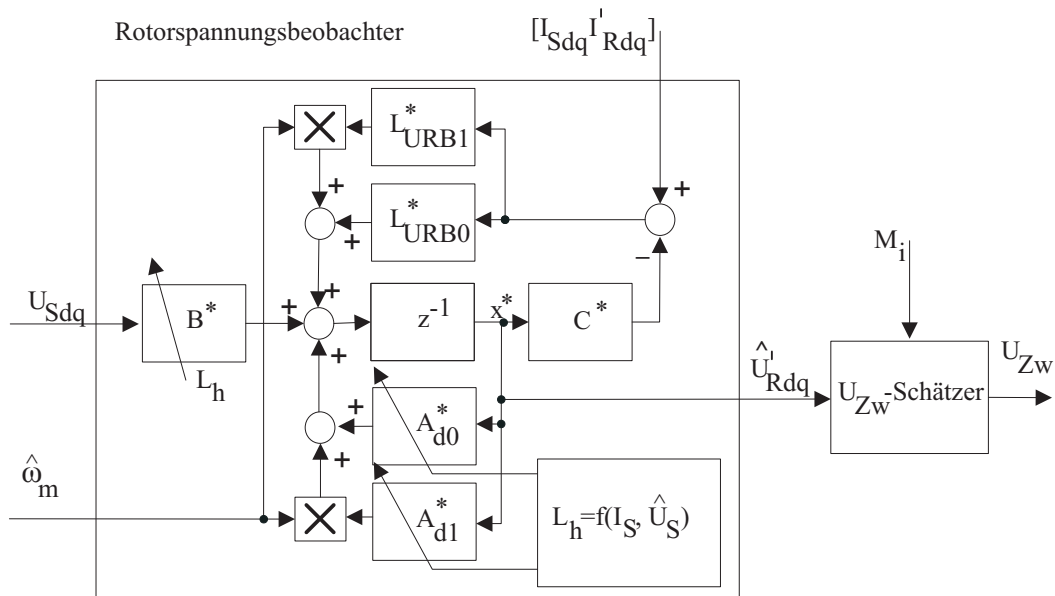 Rotorspannungsbeobachter
[I_Sdq I'_Rdq]
L*_URB1
+
+
L*_URB0
+
+
−
M_i
U_Sdq
B*
+
+
z^-1
x*
C*
L_h
+
Û'_Rdq
U_Zw-Schätzer
U_Zw
+
A*_d0
+
ω̂_m
A*_d1
L_h=f(I_S, Û_S)